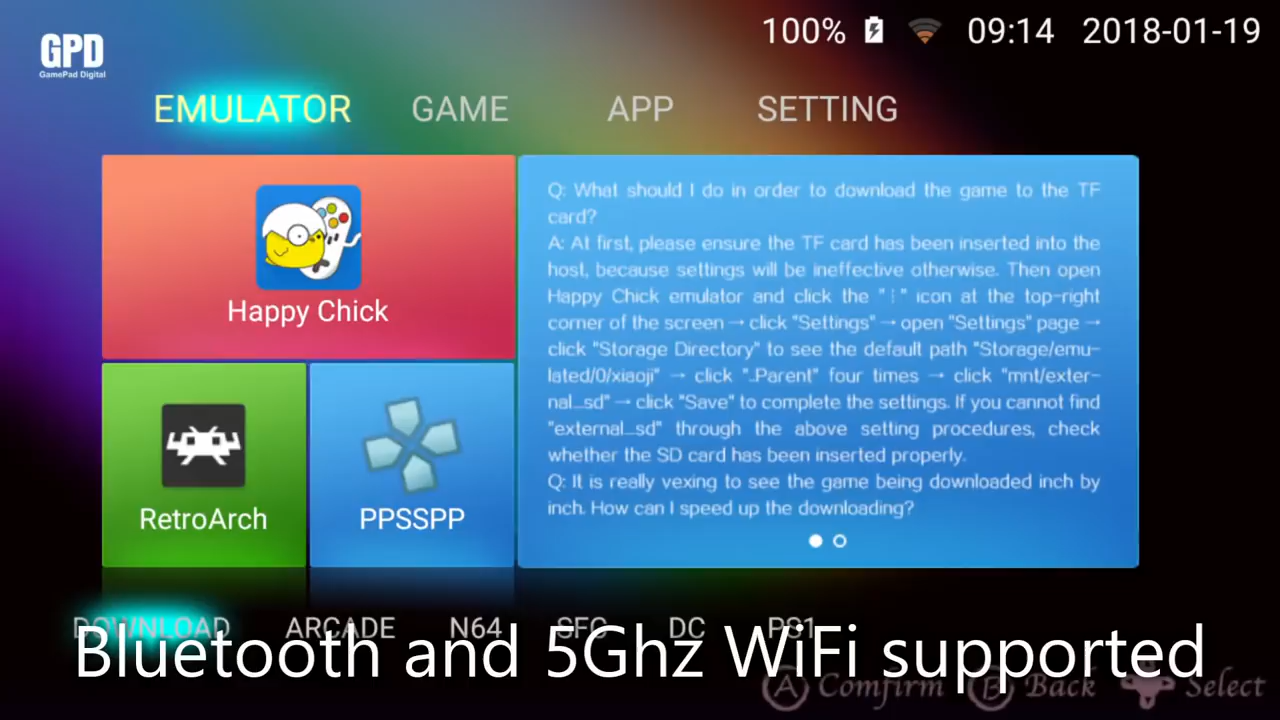 GPD
GamePad Digital
100% 09:14 2018-01-19
EMULATOR GAME APP SETTING
Happy Chick
RetroArch
PPSSPP
Q: What should I do in order to download the game to the TF
card?
A: At first, please ensure the TF card has been inserted into the
host, because settings will be ineffective otherwise. Then open
Happy Chick emulator and click the "⋮" icon at the top-right
corner of the screen → click "Settings" → open "Settings" page →
click "Storage Directory" to see the default path "Storage/emu-
lated/0/xiaoji" → click "..Parent" four times → click "mnt/exter-
nal_sd" → click "Save" to complete the settings. If you cannot find
"external_sd" through the above setting procedures, check
whether the SD card has been inserted properly.
Q: It is really vexing to see the game being downloaded inch by
inch. How can I speed up the downloading?
DOWNLOAD ARCADE N64 SFC DC PS1
Bluetooth and 5Ghz WiFi supported
A Comfirm B Back Select